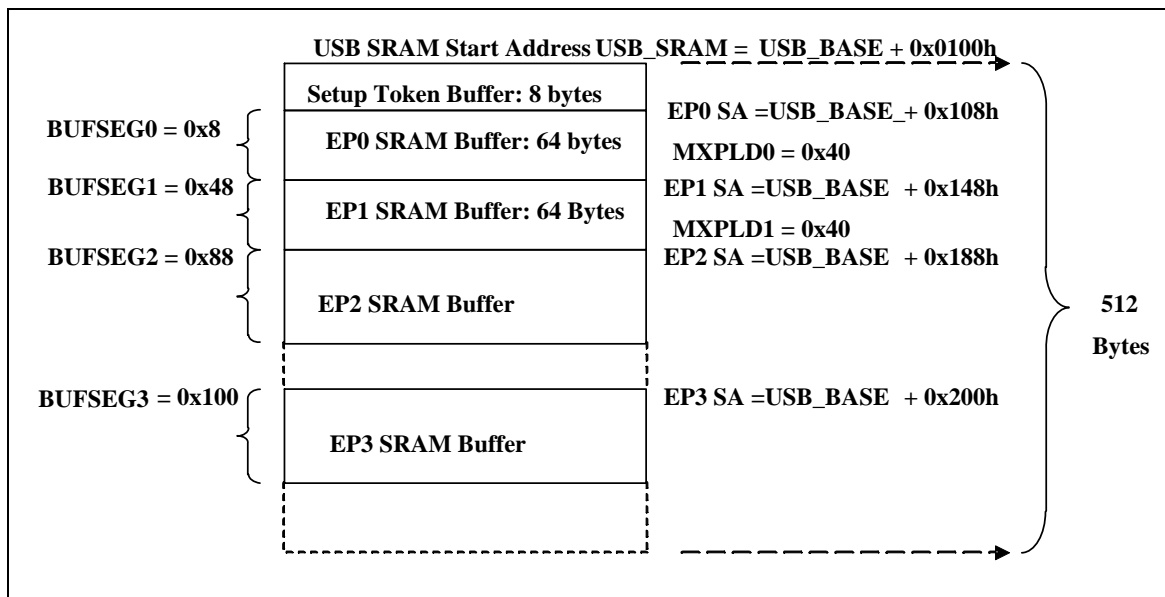 USB SRAM Start Address USB_SRAM = USB_BASE + 0x0100h
Setup Token Buffer: 8 bytes
BUFSEG0 = 0x8
EP0 SA =USB_BASE_+ 0x108h
EP0 SRAM Buffer: 64 bytes
MXPLD0 = 0x40
BUFSEG1 = 0x48
EP1 SA =USB_BASE + 0x148h
EP1 SRAM Buffer: 64 Bytes
MXPLD1 = 0x40
BUFSEG2 = 0x88
EP2 SA =USB_BASE + 0x188h
EP2 SRAM Buffer
512
Bytes
BUFSEG3 = 0x100
EP3 SA =USB_BASE + 0x200h
EP3 SRAM Buffer